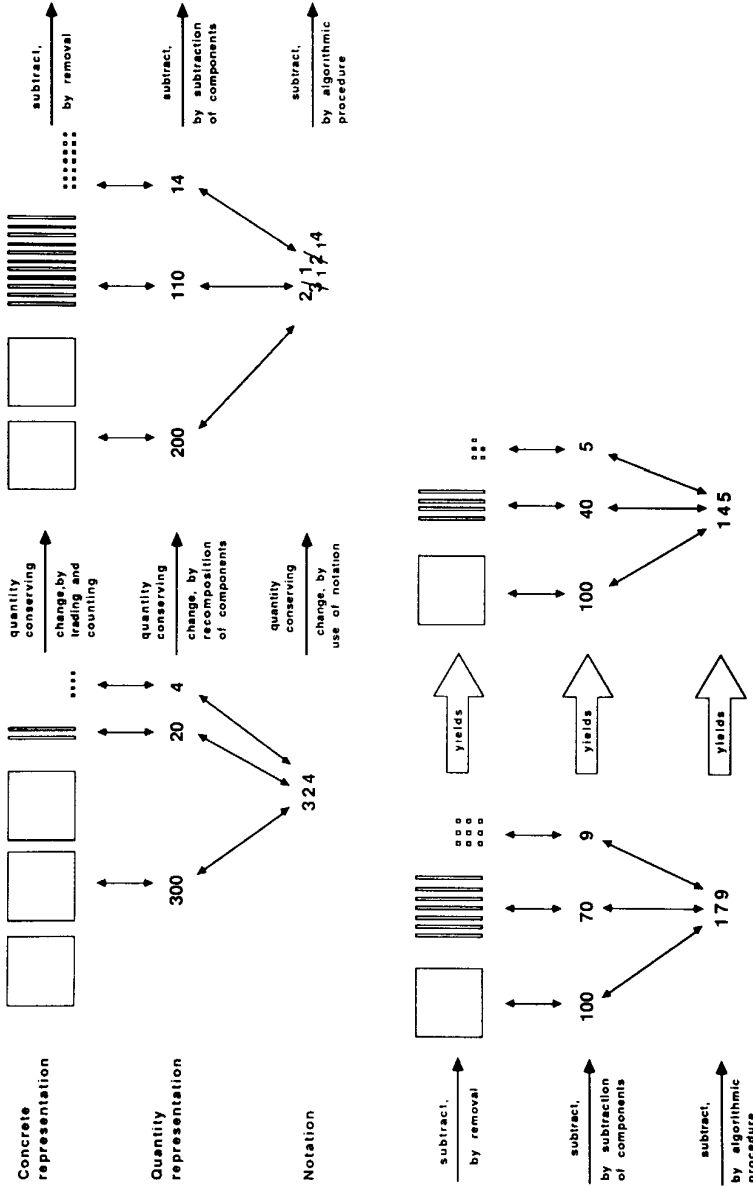 Concrete
representation
quantity
conserving
change,by
trading and
counting
subtract,
by removal
Quantity
representation
300
20
4
quantity
conserving
change, by
recomposition
of components
200
110
14
subtract,
by subtraction
of components
Notation
324
quantity
conserving
change, by
use of notation
2 3 1 1 2 1 4
subtract,
by algorithmic
procedure
subtract,
by removal
yields
subtract,
by subtraction
of components
100
70
9
yields
100
40
5
subtract,
by algorithmic
procedure
179
yields
145